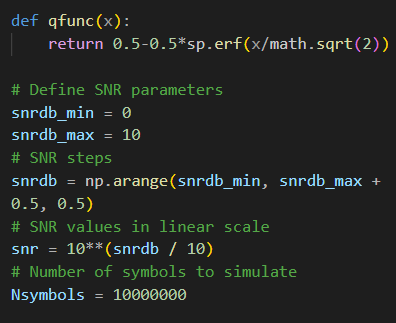 def qfunc(x):
    return 0.5-0.5*sp.erf(x/math.sqrt(2))

# Define SNR parameters
snrdb_min = 0
snrdb_max = 10
# SNR steps
snrdb = np.arange(snrdb_min, snrdb_max +
0.5, 0.5)
# SNR values in linear scale
snr = 10**(snrdb / 10)
# Number of symbols to simulate
Nsymbols = 10000000